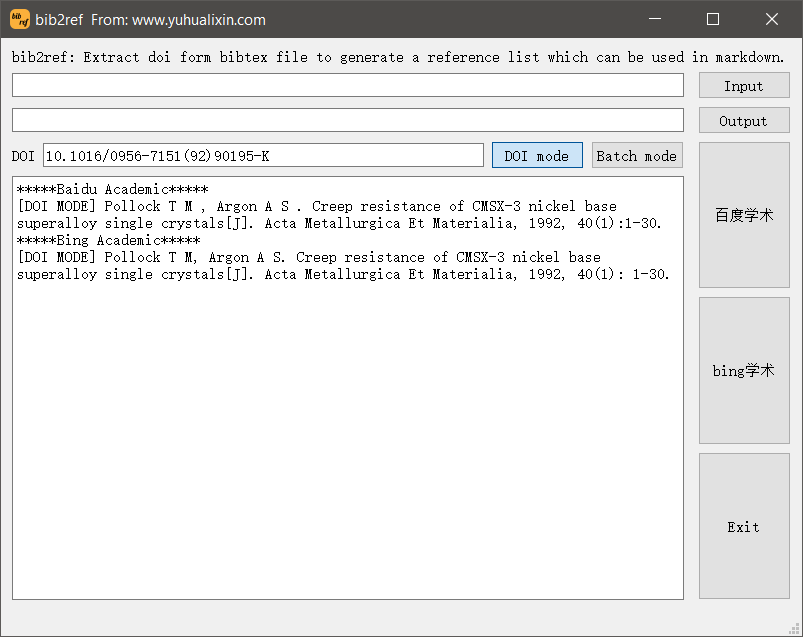 bib ref bib2ref From: www.yuhualixin.com
bib2ref: Extract doi form bibtex file to generate a reference list which can be used in markdown.
Input
Output
DOI 10.1016/0956-7151(92)90195-K DOI mode Batch mode
*****Baidu Academic*****
[DOI MODE] Pollock T M , Argon A S . Creep resistance of CMSX-3 nickel base
superalloy single crystals[J]. Acta Metallurgica Et Materialia, 1992, 40(1):1-30.
*****Bing Academic*****
[DOI MODE] Pollock T M, Argon A S. Creep resistance of CMSX-3 nickel base
superalloy single crystals[J]. Acta Metallurgica Et Materialia, 1992, 40(1): 1-30.
百度学术
bing学术
Exit